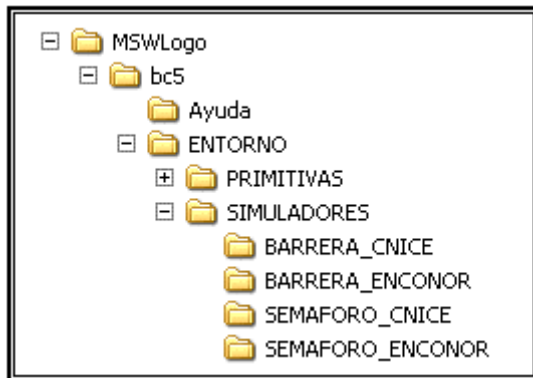 MSWLogo
bc5
Ayuda
ENTORNO
PRIMITIVAS
SIMULADORES
BARRERA_CNICE
BARRERA_ENCONOR
SEMAFORO_CNICE
SEMAFORO_ENCONOR